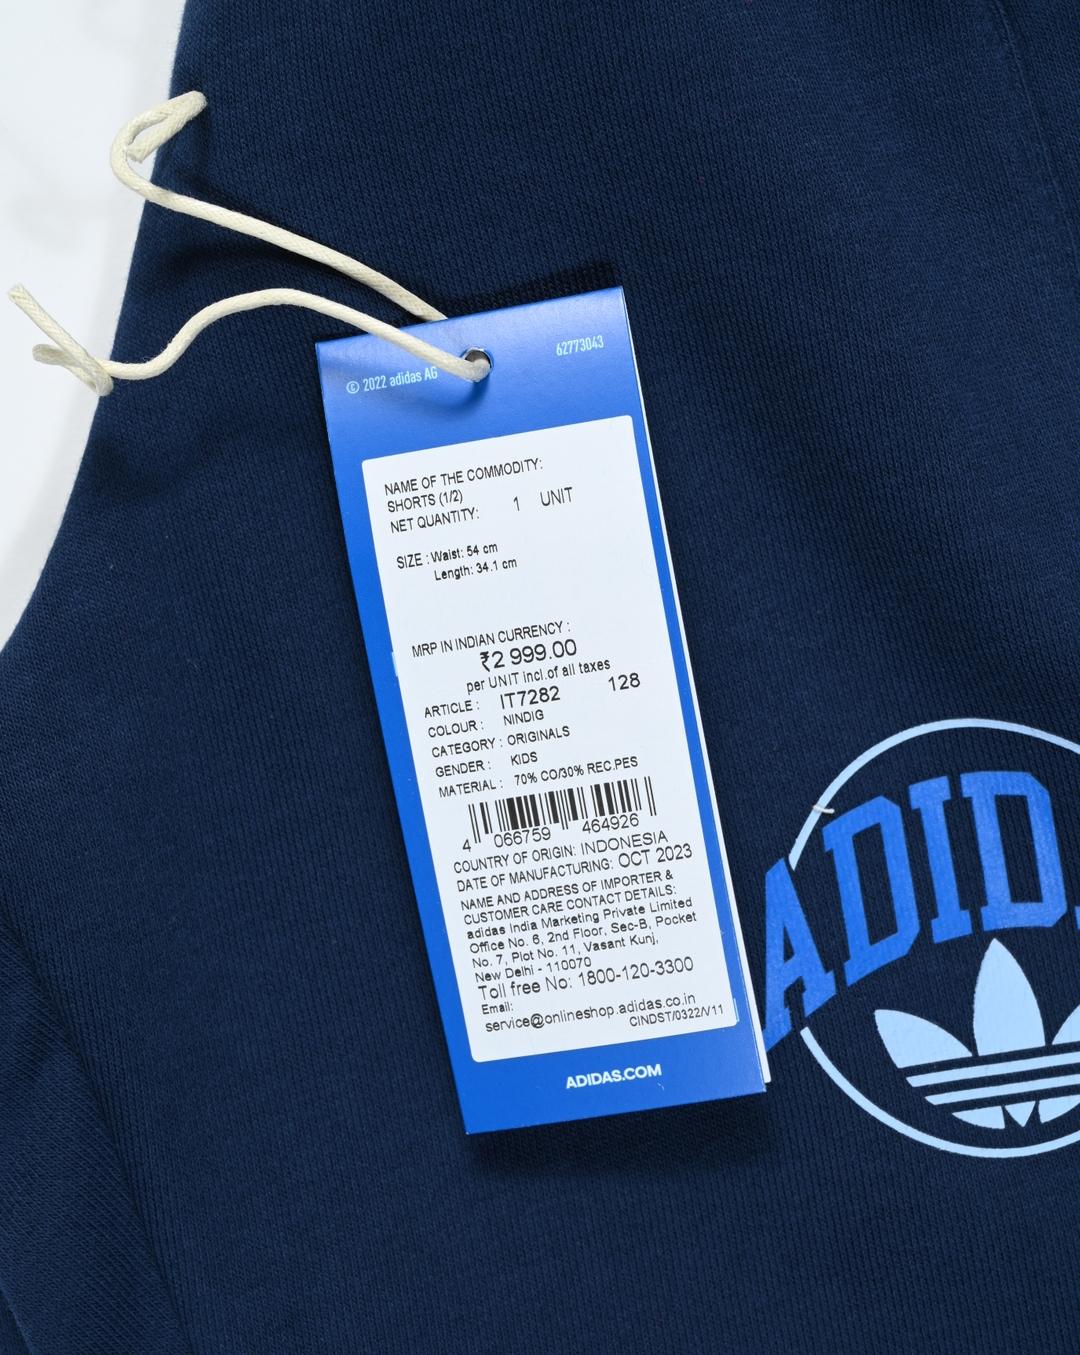 © 2022 adidas AG
62773043
NAME OF THE COMMODITY:
SHORTS (1/2)
NET QUANTITY: 1 UNIT
SIZE : Waist: 54 cm
Length: 34.1 cm
MRP IN INDIAN CURRENCY :
₹2 999.00
per UNIT incl.of all taxes
ARTICLE : IT7282 128
COLOUR : NINDIG
CATEGORY : ORIGINALS
GENDER : KIDS
MATERIAL : 70% CO/30% REC.PES
4 066759 464926
COUNTRY OF ORIGIN: INDONESIA
DATE OF MANUFACTURING: OCT 2023
NAME AND ADDRESS OF IMPORTER &
CUSTOMER CARE CONTACT DETAILS:
adidas India Marketing Private Limited
Office No. 6, 2nd Floor, Sec-B, Pocket
No. 7, Plot No. 11, Vasant Kunj,
New Delhi - 110070
Toll free No: 1800-120-3300
Email:
service@onlineshop.adidas.co.in
CINDST/0322/V11
ADIDAS.COM
ADID